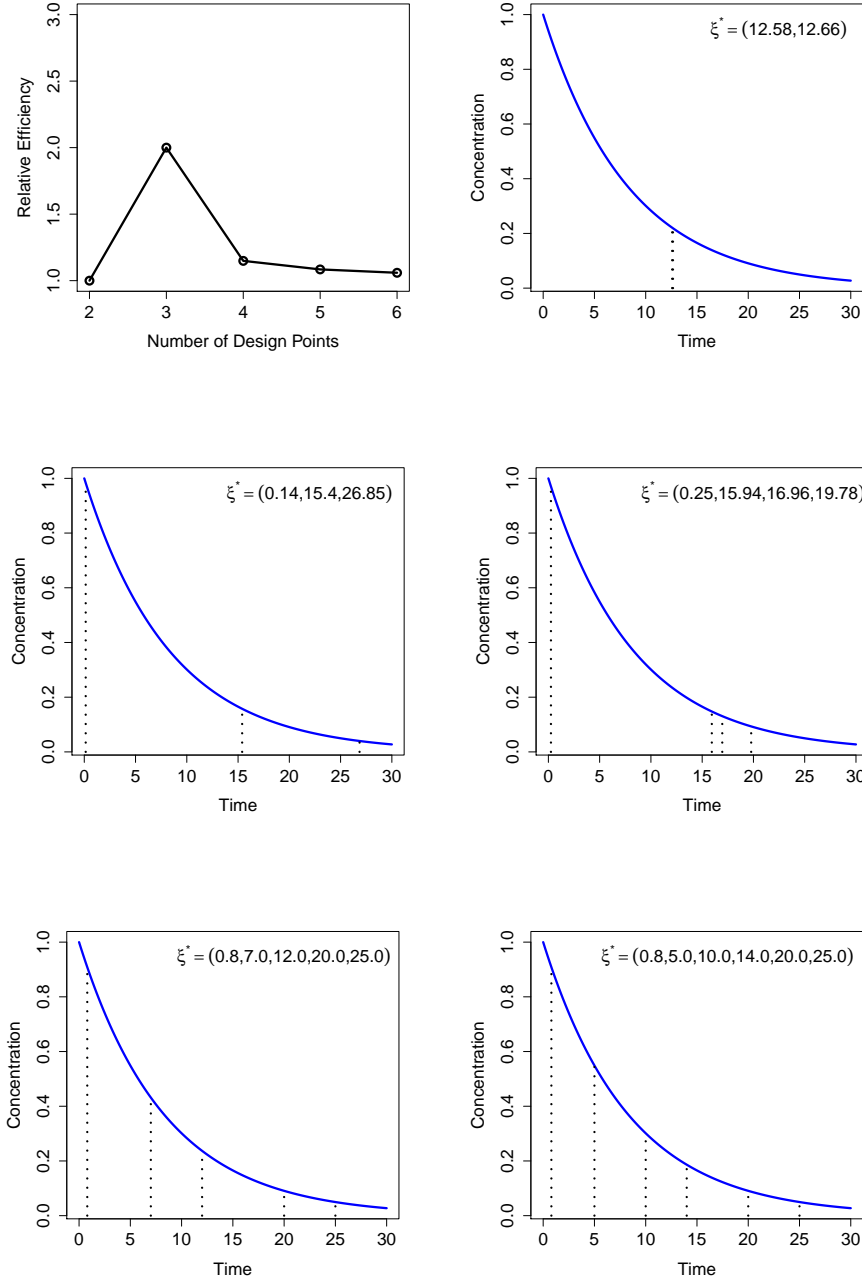 3.0
2.5
2.0
1.5
1.0
Relative Efficiency
2 3 4 5 6
Number of Design Points
ξ* = (12.58,12.66)
1.0
0.8
0.6
0.4
0.2
0.0
Concentration
0 5 10 15 20 25 30
Time
ξ* = (0.14,15.4,26.85)
1.0
0.8
0.6
0.4
0.2
0.0
Concentration
0 5 10 15 20 25 30
Time
ξ* = (0.25,15.94,16.96,19.78)
1.0
0.8
0.6
0.4
0.2
0.0
Concentration
0 5 10 15 20 25 30
Time
ξ* = (0.8,7.0,12.0,20.0,25.0)
1.0
0.8
0.6
0.4
0.2
0.0
Concentration
0 5 10 15 20 25 30
Time
ξ* = (0.8,5.0,10.0,14.0,20.0,25.0)
1.0
0.8
0.6
0.4
0.2
0.0
Concentration
0 5 10 15 20 25 30
Time